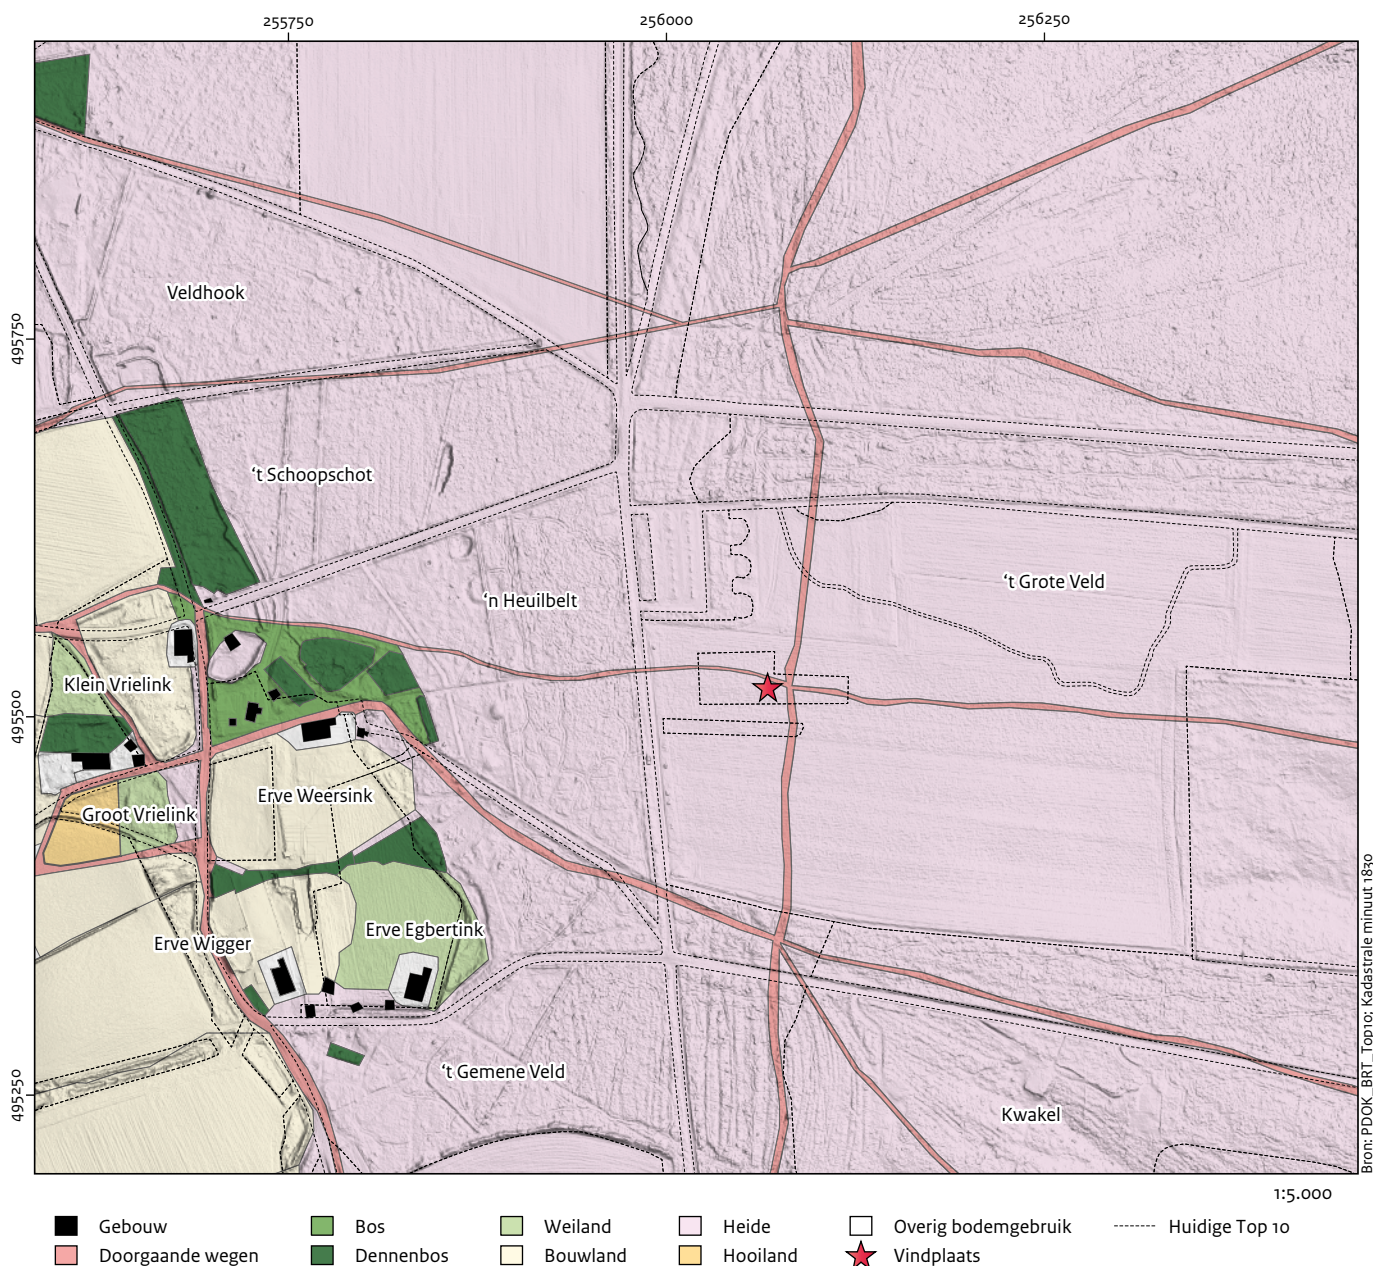 255750
256000
256250
495750
495500
495250
Veldhook
‘t Schoopschot
‘n Heuilbelt
‘t Grote Veld
Klein Vrielink
Erve Weersink
Groot Vrielink
Erve Egbertink
Erve Wigger
‘t Gemene Veld
Kwakel
Bron: PDOK_BRT_Top10; Kadastrale minuut 1830
1:5.000
Gebouw
Bos
Weiland
Heide
Overig bodemgebruik
Huidige Top 10
Doorgaande wegen
Dennenbos
Bouwland
Hooiland
Vindplaats